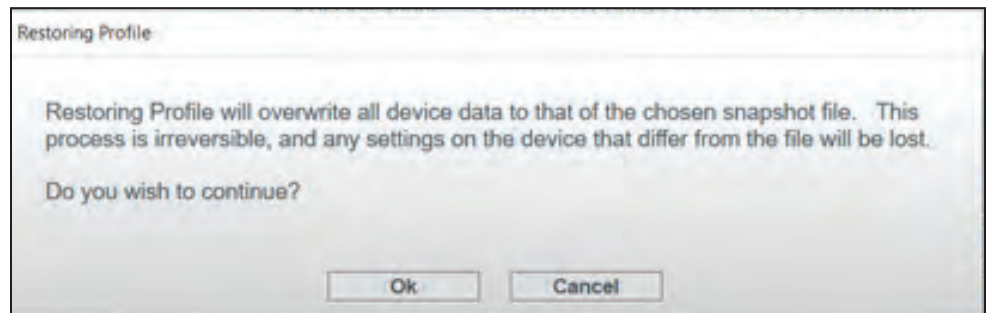 Restoring Profile
Restoring Profile will overwrite all device data to that of the chosen snapshot file. This
process is irreversible, and any settings on the device that differ from the file will be lost.
Do you wish to continue?
Ok Cancel